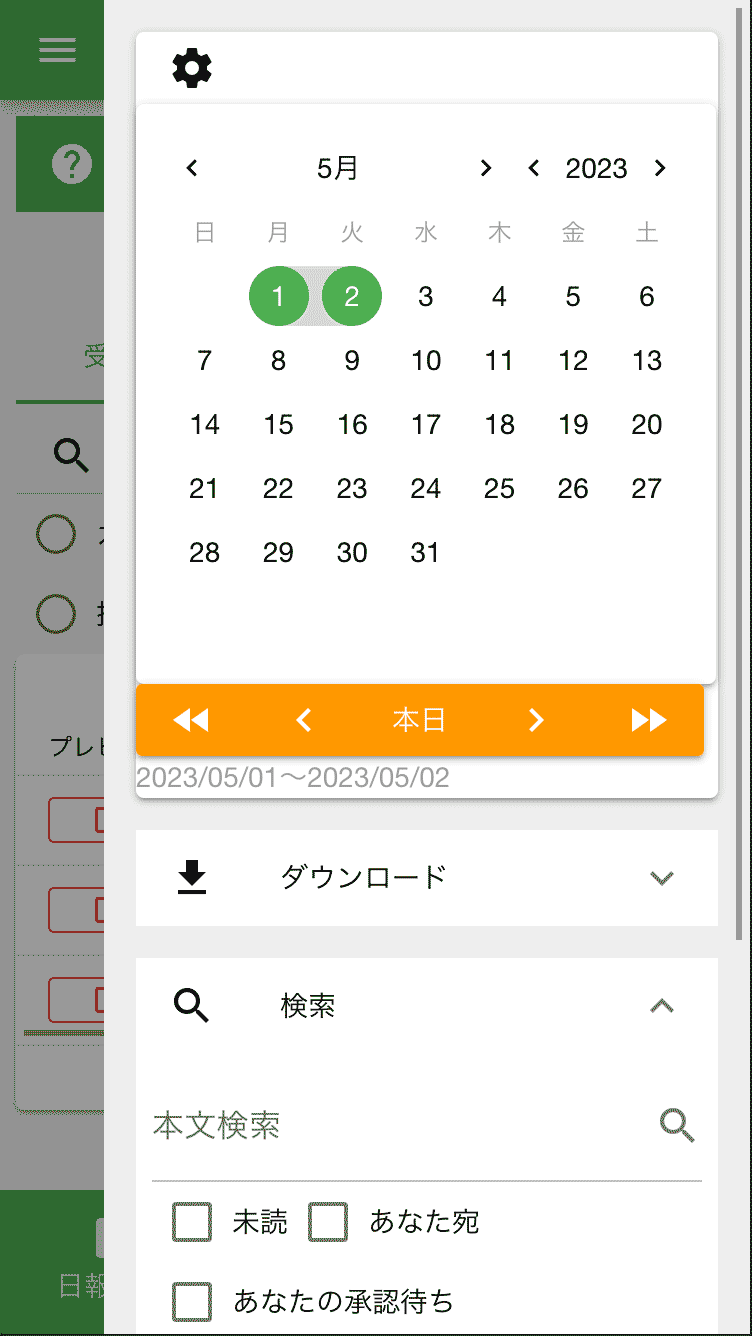 5月 2023
日 月 火 水 木 金 土
1 2 3 4 5 6
7 8 9 10 11 12 13
14 15 16 17 18 19 20
21 22 23 24 25 26 27
28 29 30 31
本日
2023/05/01～2023/05/02
ダウンロード
検索
本文検索
未読 あなた宛
あなたの承認待ち
受
プレビ
日報